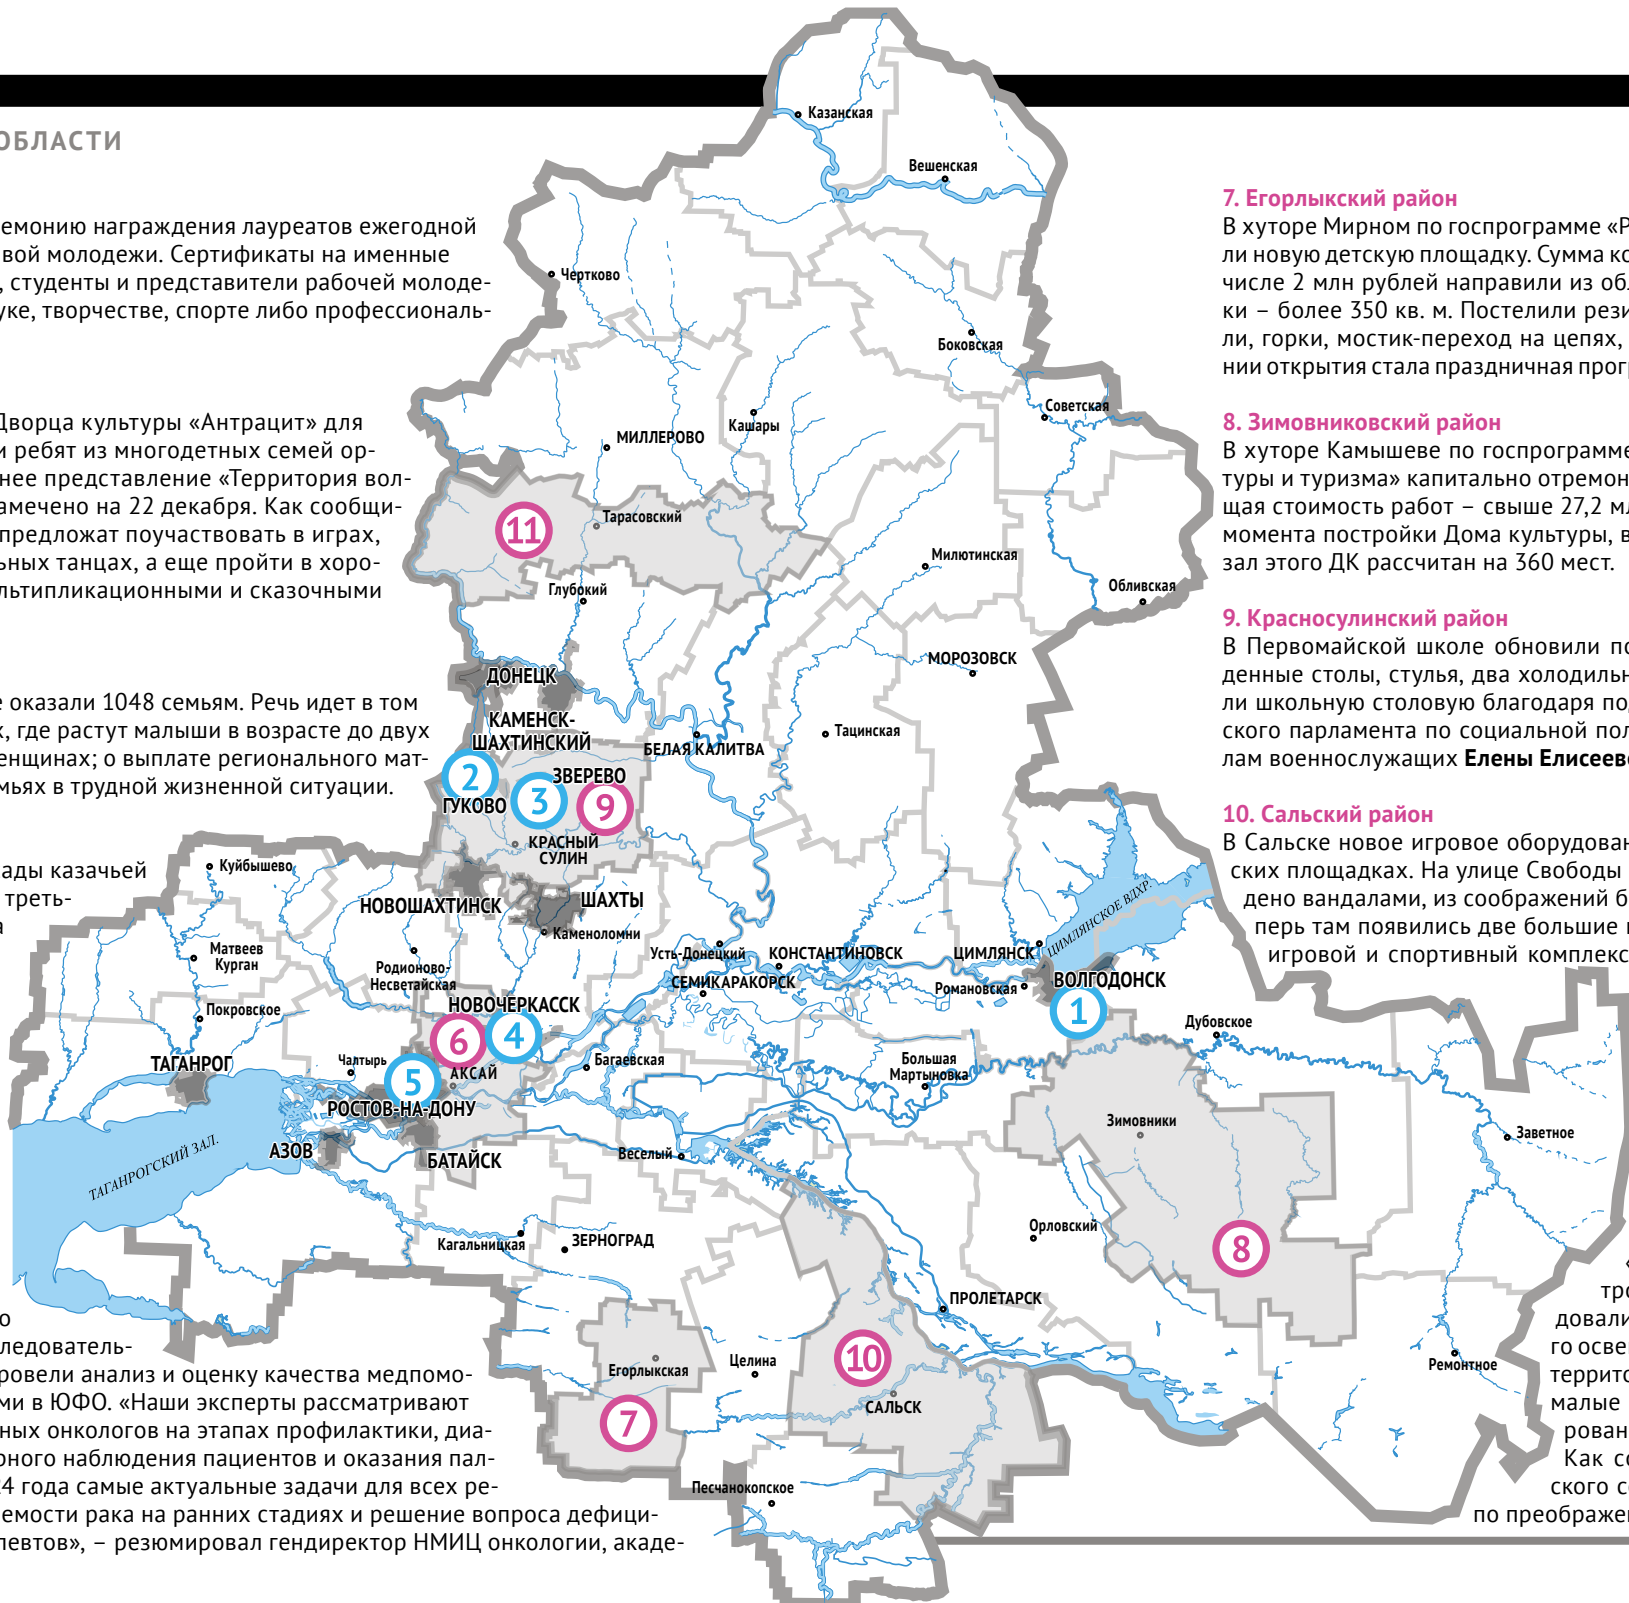 ОБЛАСТИ
емонию награждения лауреатов ежегодной
вой молодежи. Сертификаты на именные
, студенты и представители рабочей молоде-
уке, творчестве, спорте либо профессиональ-
Дворца культуры «Антрацит» для
и ребят из многодетных семей ор-
нее представление «Территория вол-
амечено на 22 декабря. Как сообщи-
предложат поучаствовать в играх,
ьных танцах, а еще пройти в хоро-
льтипликационными и сказочными
е оказали 1048 семьям. Речь идет в том
х, где растут малыши в возрасте до двух
енщинах; о выплате регионального мат-
мьях в трудной жизненной ситуации.
ады казачьей
треть-
а
о
ледователь-
ровели анализ и оценку качества медпомо-
ми в ЮФО. «Наши эксперты рассматривают
ных онкологов на этапах профилактики, диа-
рного наблюдения пациентов и оказания пал-
24 года самые актуальные задачи для всех ре-
емости рака на ранних стадиях и решение вопроса дефици-
певтов», – резюмировал гендиректор НМИЦ онкологии, акаде-
Казанская
Вешенская
Чертково
Боковская
Советская
Кашары
МИЛЛЕРОВО
11
Тарасовский
Милютинская
Обливская
Глубокий
МОРОЗОВСК
ДОНЕЦК
КАМЕНСК-
ШАХТИНСКИЙ
БЕЛАЯ КАЛИТВА
Тацинская
2
ГУКОВО
3
ЗВЕРЕВО
9
КРАСНЫЙ
СУЛИН
Куйбышево
НОВОШАХТИНСК
ШАХТЫ
Каменоломни
Матвеев
Курган
Родионово-
Несветайская
Усть-Донецкий
КОНСТАНТИНОВСК
ЦИМЛЯНСК
ЦИМЛЯНСКОЕ ВДХР.
СЕМИКАРАКОРСК
Романовская
ВОЛГОДОНСК
1
Покровское
НОВОЧЕРКАССК
6
4
Дубовское
ТАГАНРОГ
Чалтырь
5
АКСАЙ
Багаевская
Большая
Мартыновка
РОСТОВ-НА-ДОНУ
Зимовники
Заветное
АЗОВ
БАТАЙСК
Веселый
ТАГАНРОГСКИЙ ЗАЛ.
Кагальницкая
ЗЕРНОГРАД
Орловский
8
ПРОЛЕТАРСК
Егорлыкская
Целина
10
Ремонтное
7
САЛЬСК
Песчанокопское
7. Егорлыкский район
В хуторе Мирном по госпрограмме «Р
ли новую детскую площадку. Сумма ко
числе 2 млн рублей направили из обл
ки – более 350 кв. м. Постелили рези
ли, горки, мостик-переход на цепях,
нии открытия стала праздничная прогр
8. Зимовниковский район
В хуторе Камышеве по госпрограмме
туры и туризма» капитально отремон
щая стоимость работ – свыше 27,2 мл
момента постройки Дома культуры, в
зал этого ДК рассчитан на 360 мест.
9. Красносулинский район
В Первомайской школе обновили по
денные столы, стулья, два холодильн
ли школьную столовую благодаря под
ского парламента по социальной пол
лам военнослужащих Елены Елисеев
10. Сальский район
В Сальске новое игровое оборудован
ских площадках. На улице Свободы
дено вандалами, из соображений б
перь там появились две большие
игровой и спортивный комплекс
«
тро
довали
го осве
террито
малые
рован
Как со
ского с
по преображе